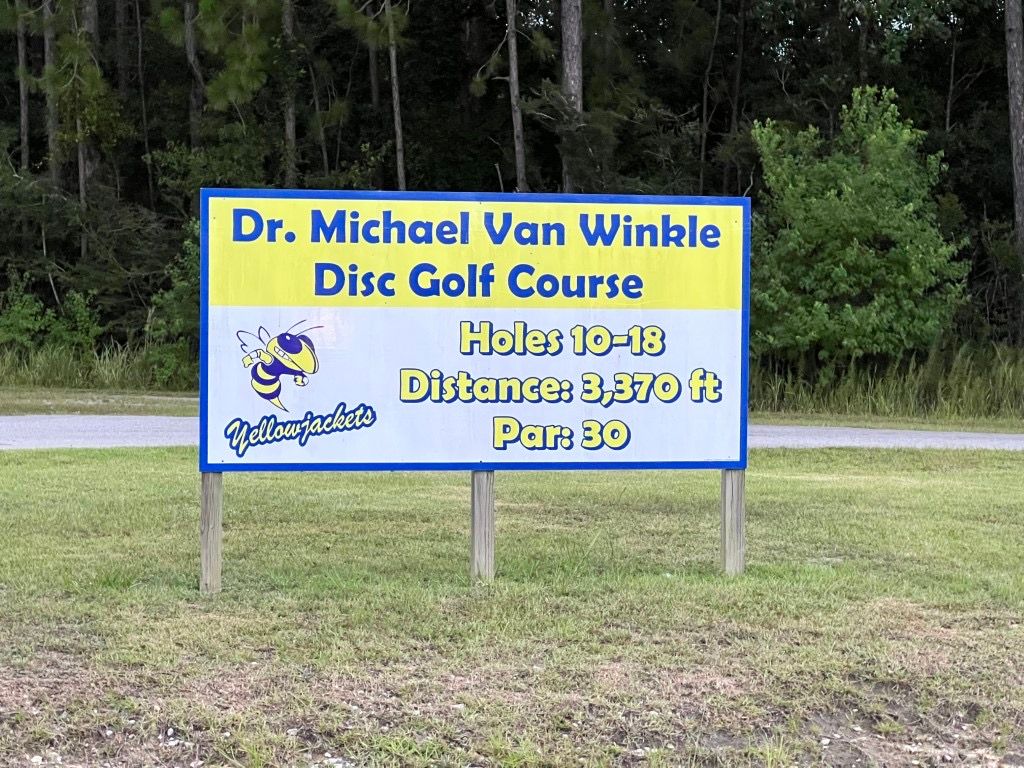 Dr. Michael Van Winkle
Disc Golf Course
Holes 10-18
Distance: 3,370 ft
Par: 30
Yellowjackets